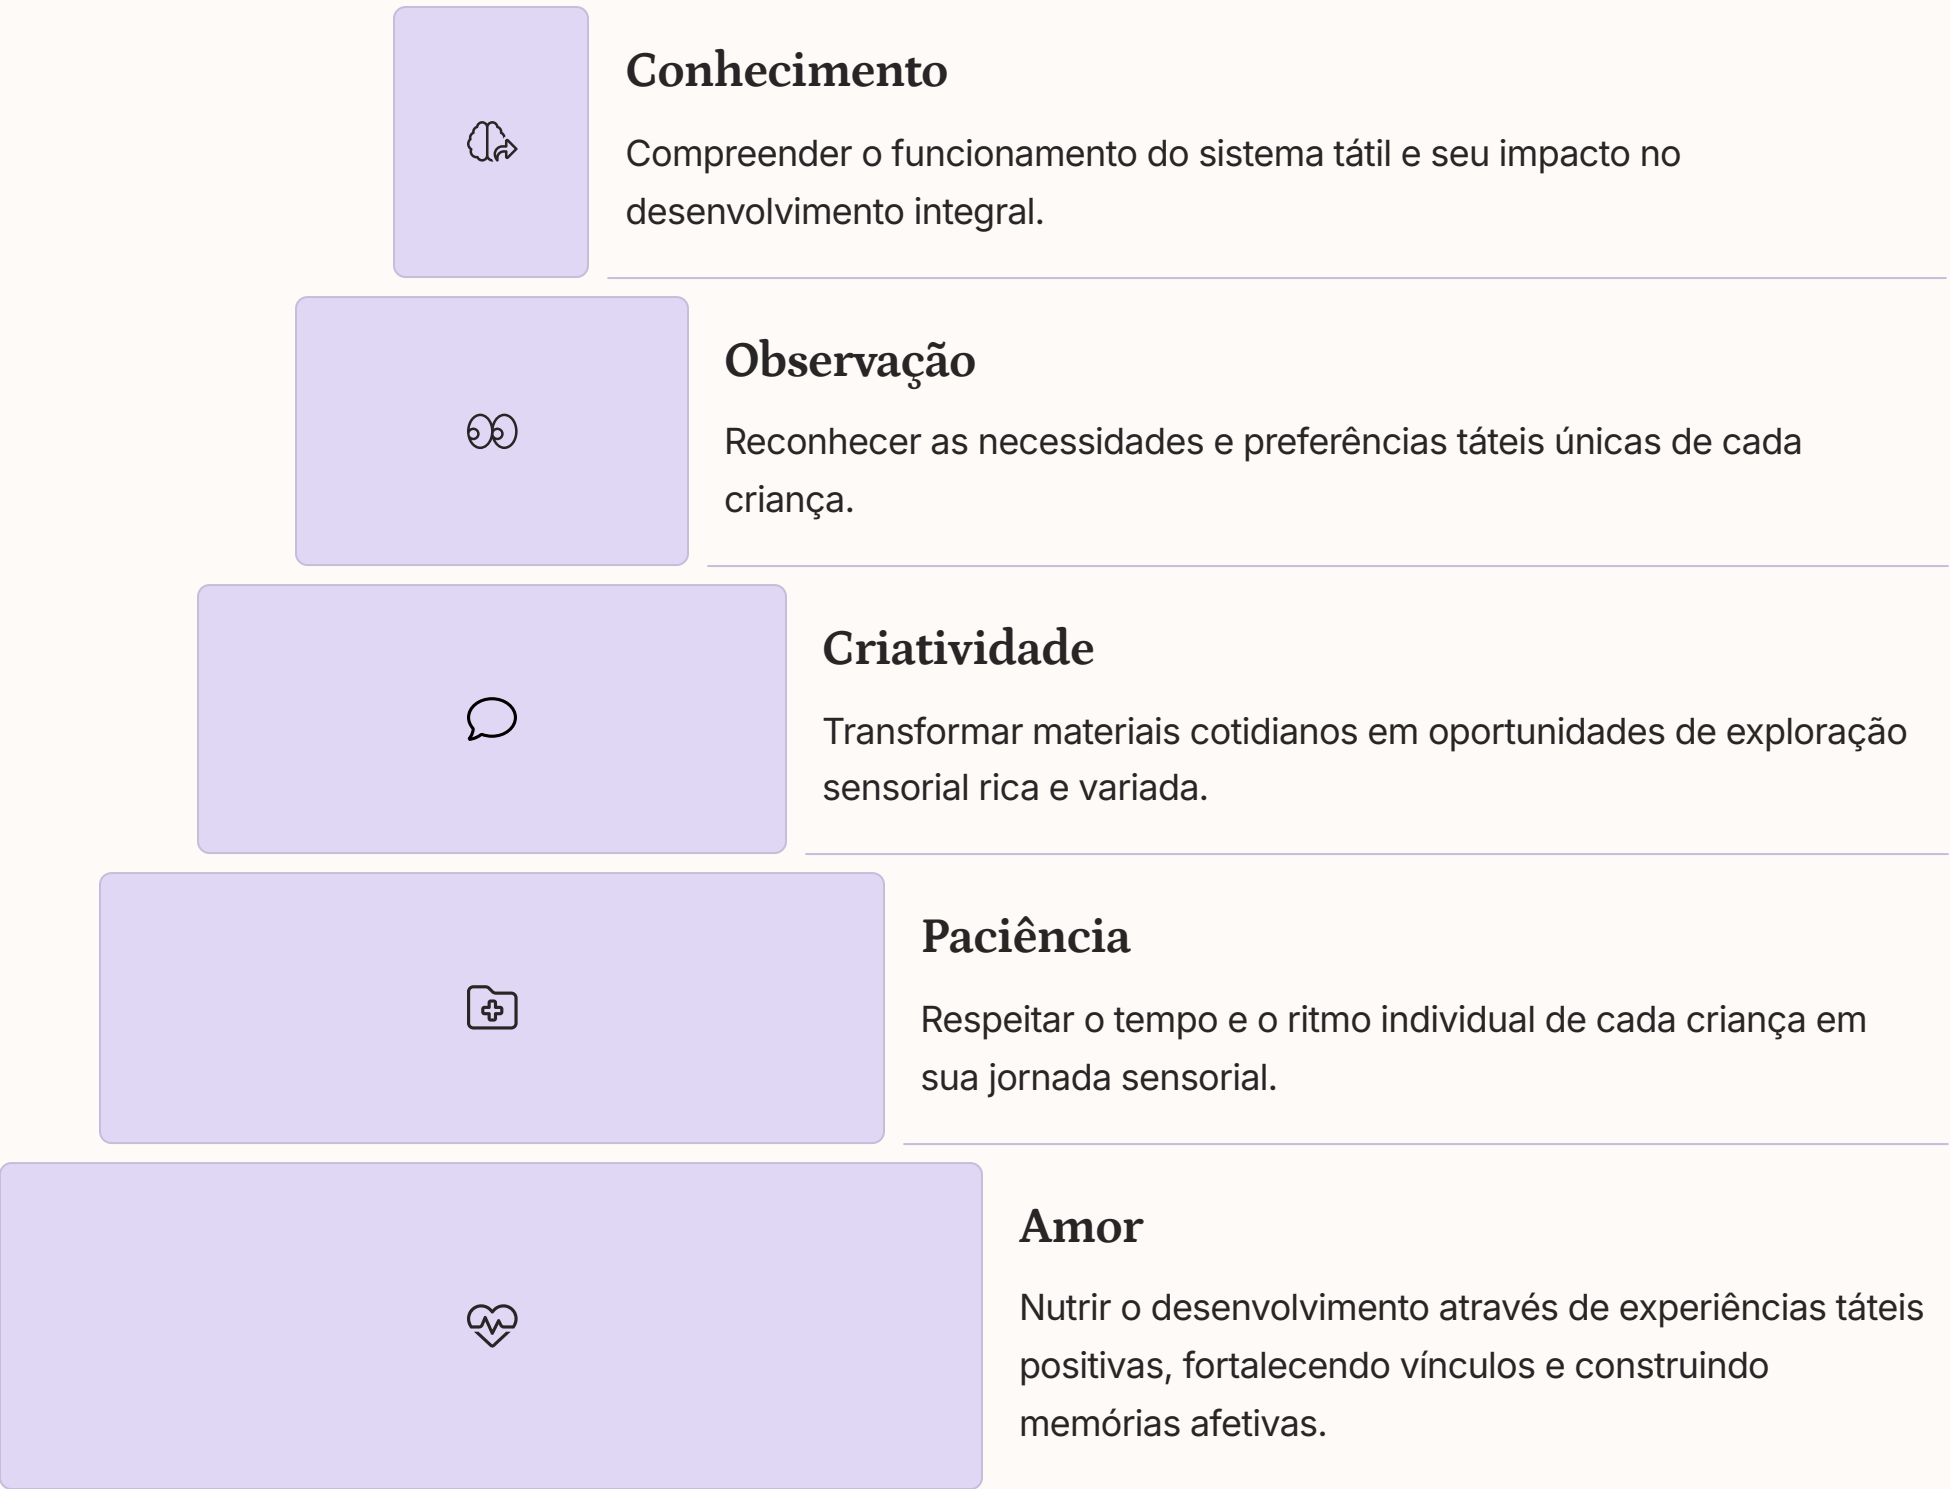 Conhecimento
Compreender o funcionamento do sistema tátil e seu impacto no
desenvolvimento integral.
Observação
Reconhecer as necessidades e preferências táteis únicas de cada
criança.
Criatividade
Transformar materiais cotidianos em oportunidades de exploração
sensorial rica e variada.
Paciência
Respeitar o tempo e o ritmo individual de cada criança em
sua jornada sensorial.
Amor
Nutrir o desenvolvimento através de experiências táteis
positivas, fortalecendo vínculos e construindo
memórias afetivas.